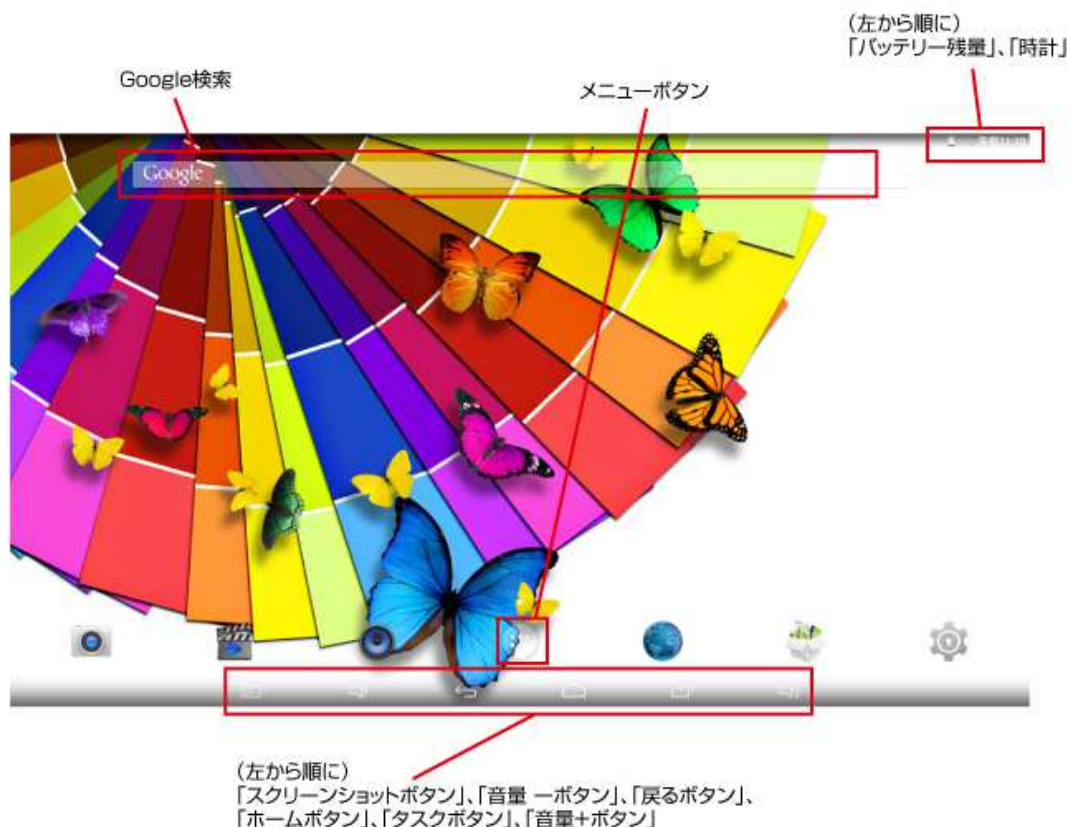 （左から順に）
「バッテリー残量」、「時計」
Google検索
メニューボタン
Google
（左から順に）
「スクリーンショットボタン」、「音量 ーボタン」、「戻るボタン」、
「ホームボタン」、「タスクボタン」、「音量+ボタン」